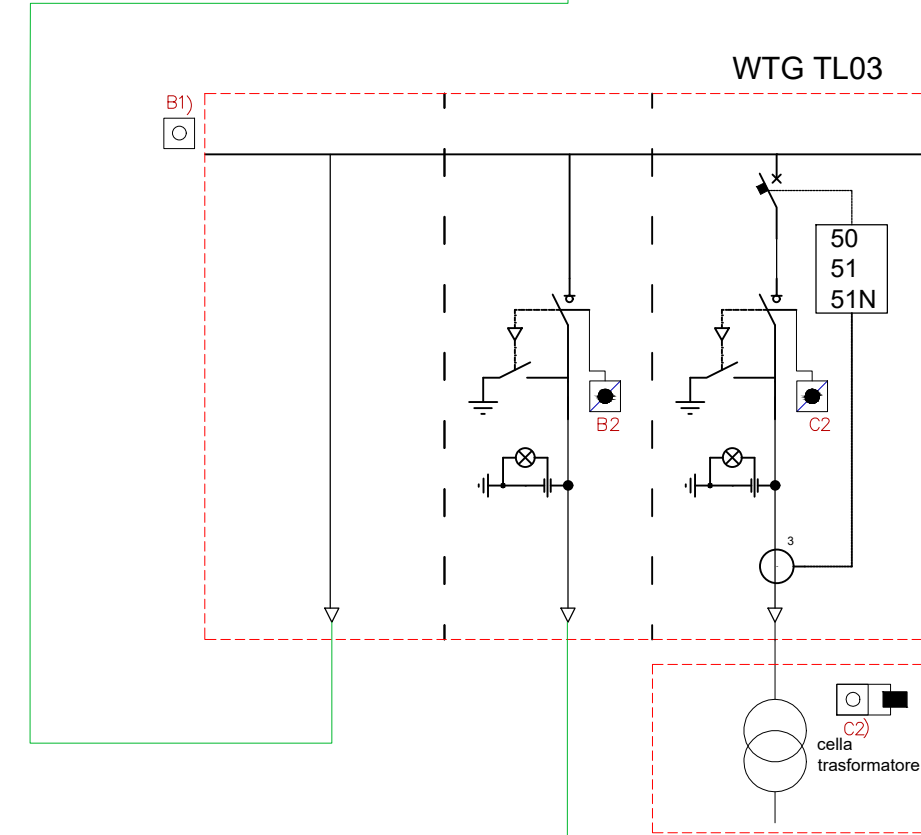 WTG TL03
B1)
50
51
51N
B2
C2
3
C2)
cella
trasformatore